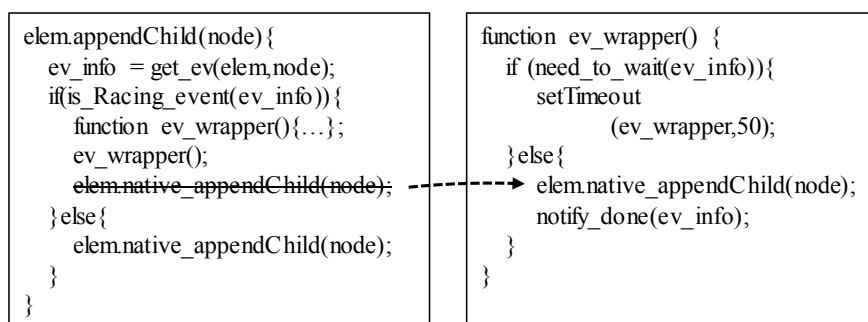 elem.appendChild(node){
ev_info = get_ev(elem,node);
if(is_Racing_event(ev_info)){
function ev_wrapper(){…};
ev_wrapper();
elem.native_appendChild(node);
}else{
elem.native_appendChild(node);
}
}
function ev_wrapper() {
if (need_to_wait(ev_info)){
setTimeout
(ev_wrapper,50);
}else{
elem.native_appendChild(node);
notify_done(ev_info);
}
}